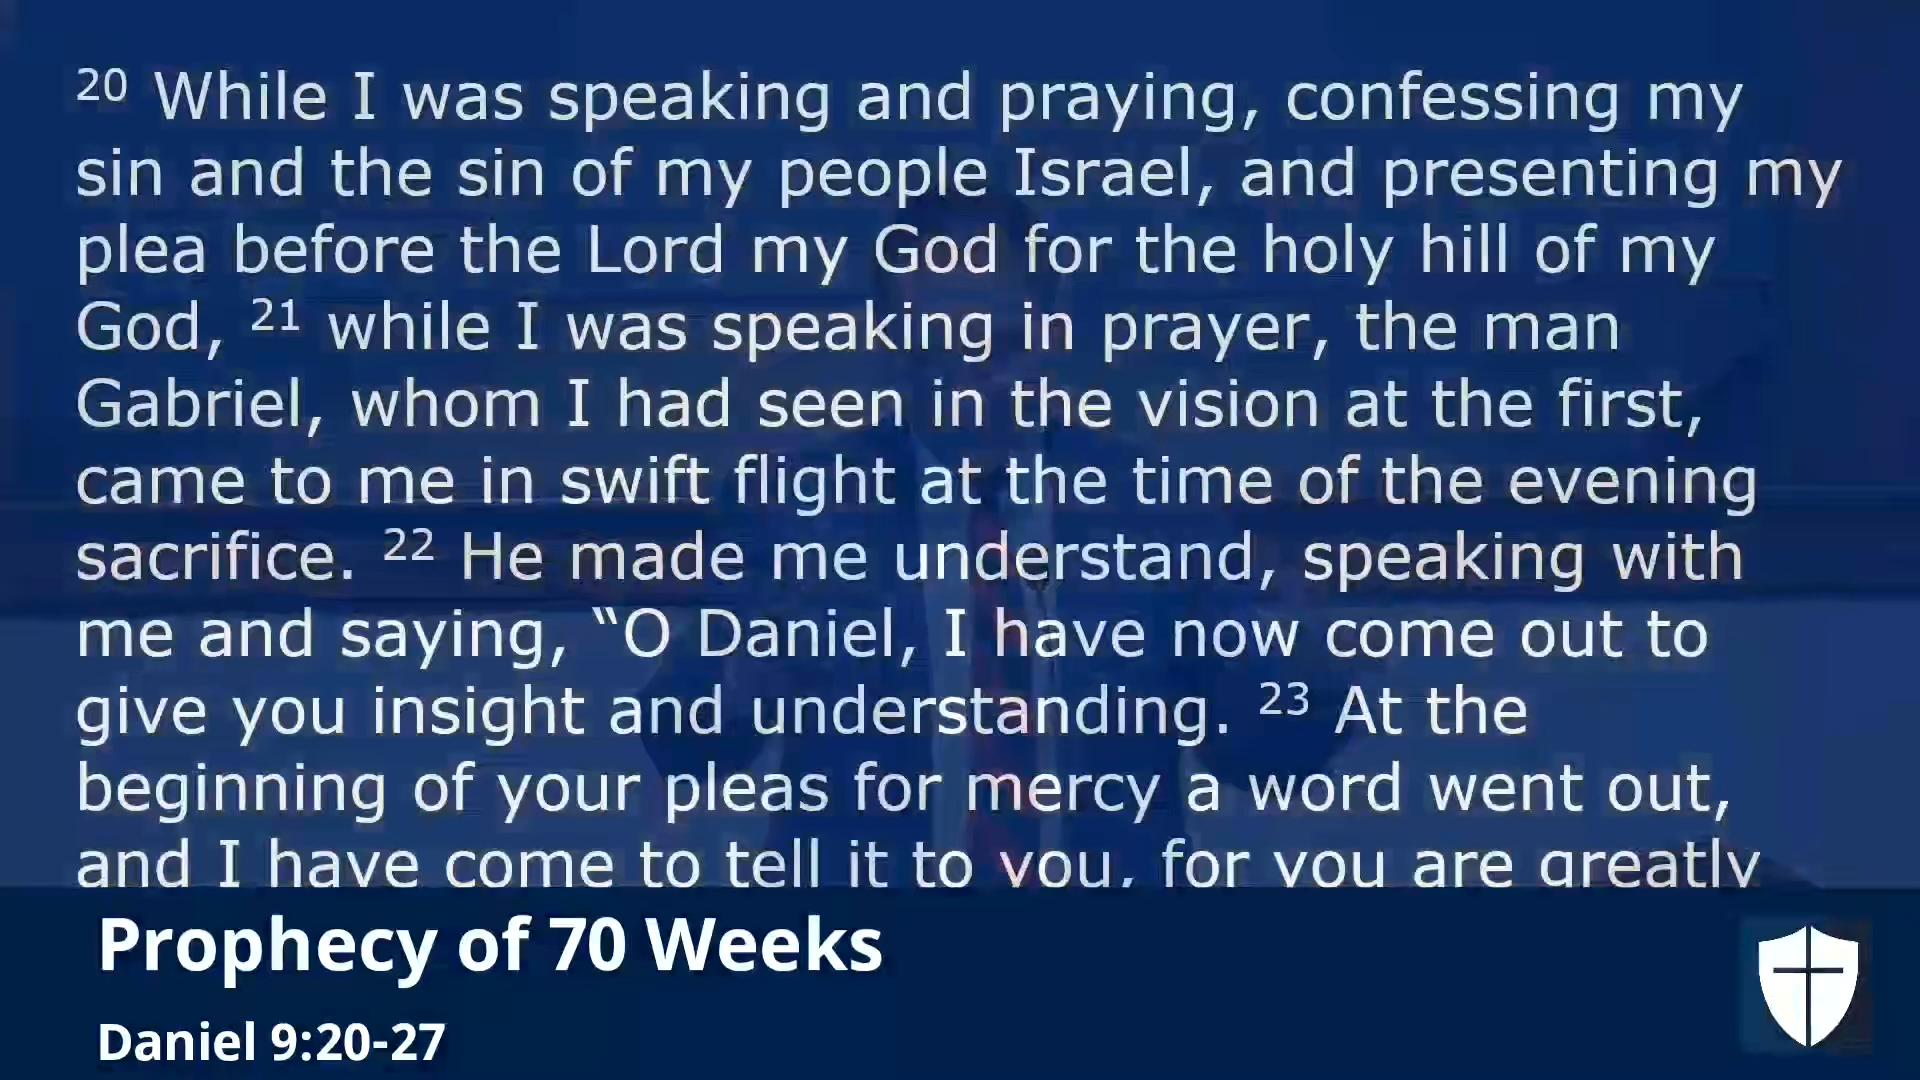 20 While I was speaking and praying, confessing my
sin and the sin of my people Israel, and presenting my
plea before the Lord my God for the holy hill of my
God, 21 while I was speaking in prayer, the man
Gabriel, whom I had seen in the vision at the first,
came to me in swift flight at the time of the evening
sacrifice. 22 He made me understand, speaking with
me and saying, “O Daniel, I have now come out to
give you insight and understanding. 23 At the
beginning of your pleas for mercy a word went out,
and I have come to tell it to you, for you are greatly
Prophecy of 70 Weeks
Daniel 9:20-27